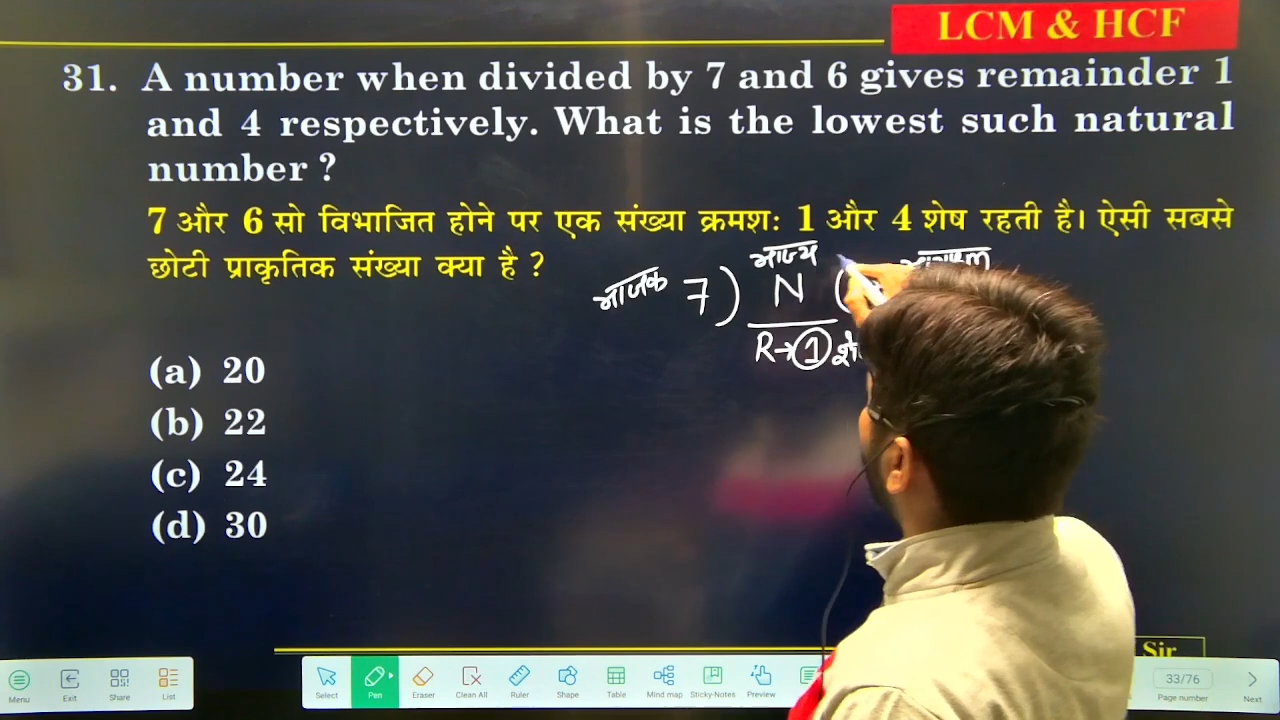 LCM & HCF
31. A number when divided by 7 and 6 gives remainder 1
and 4 respectively. What is the lowest such natural
number ?
7 और 6 सो विभाजित होने पर एक संख्या क्रमशः 1 और 4 शेष रहती है। ऐसी सबसे
छोटी प्राकृतिक संख्या क्या है ?
भाजक 7 ) भाज्य N (
R→1
(a) 20
(b) 22
(c) 24
(d) 30
Sir
Menu Exit Share List Select Pen Eraser Clean All Ruler Shape Table Mind map Sticky-Notes Preview 33/76 Page number Next